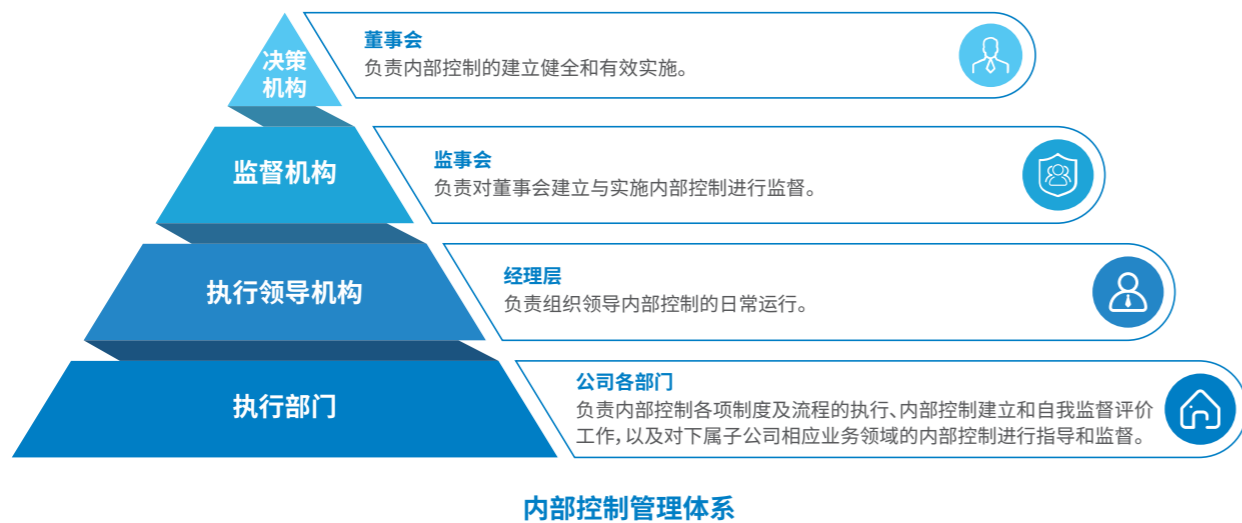 决策
机构
董事会
负责内部控制的建立健全和有效实施。
监督机构
监事会
负责对董事会建立与实施内部控制进行监督。
执行领导机构
经理层
负责组织领导内部控制的日常运行。
执行部门
公司各部门
负责内部控制各项制度及流程的执行、内部控制建立和自我监督评价
工作，以及对下属子公司相应业务领域的内部控制进行指导和监督。
内部控制管理体系